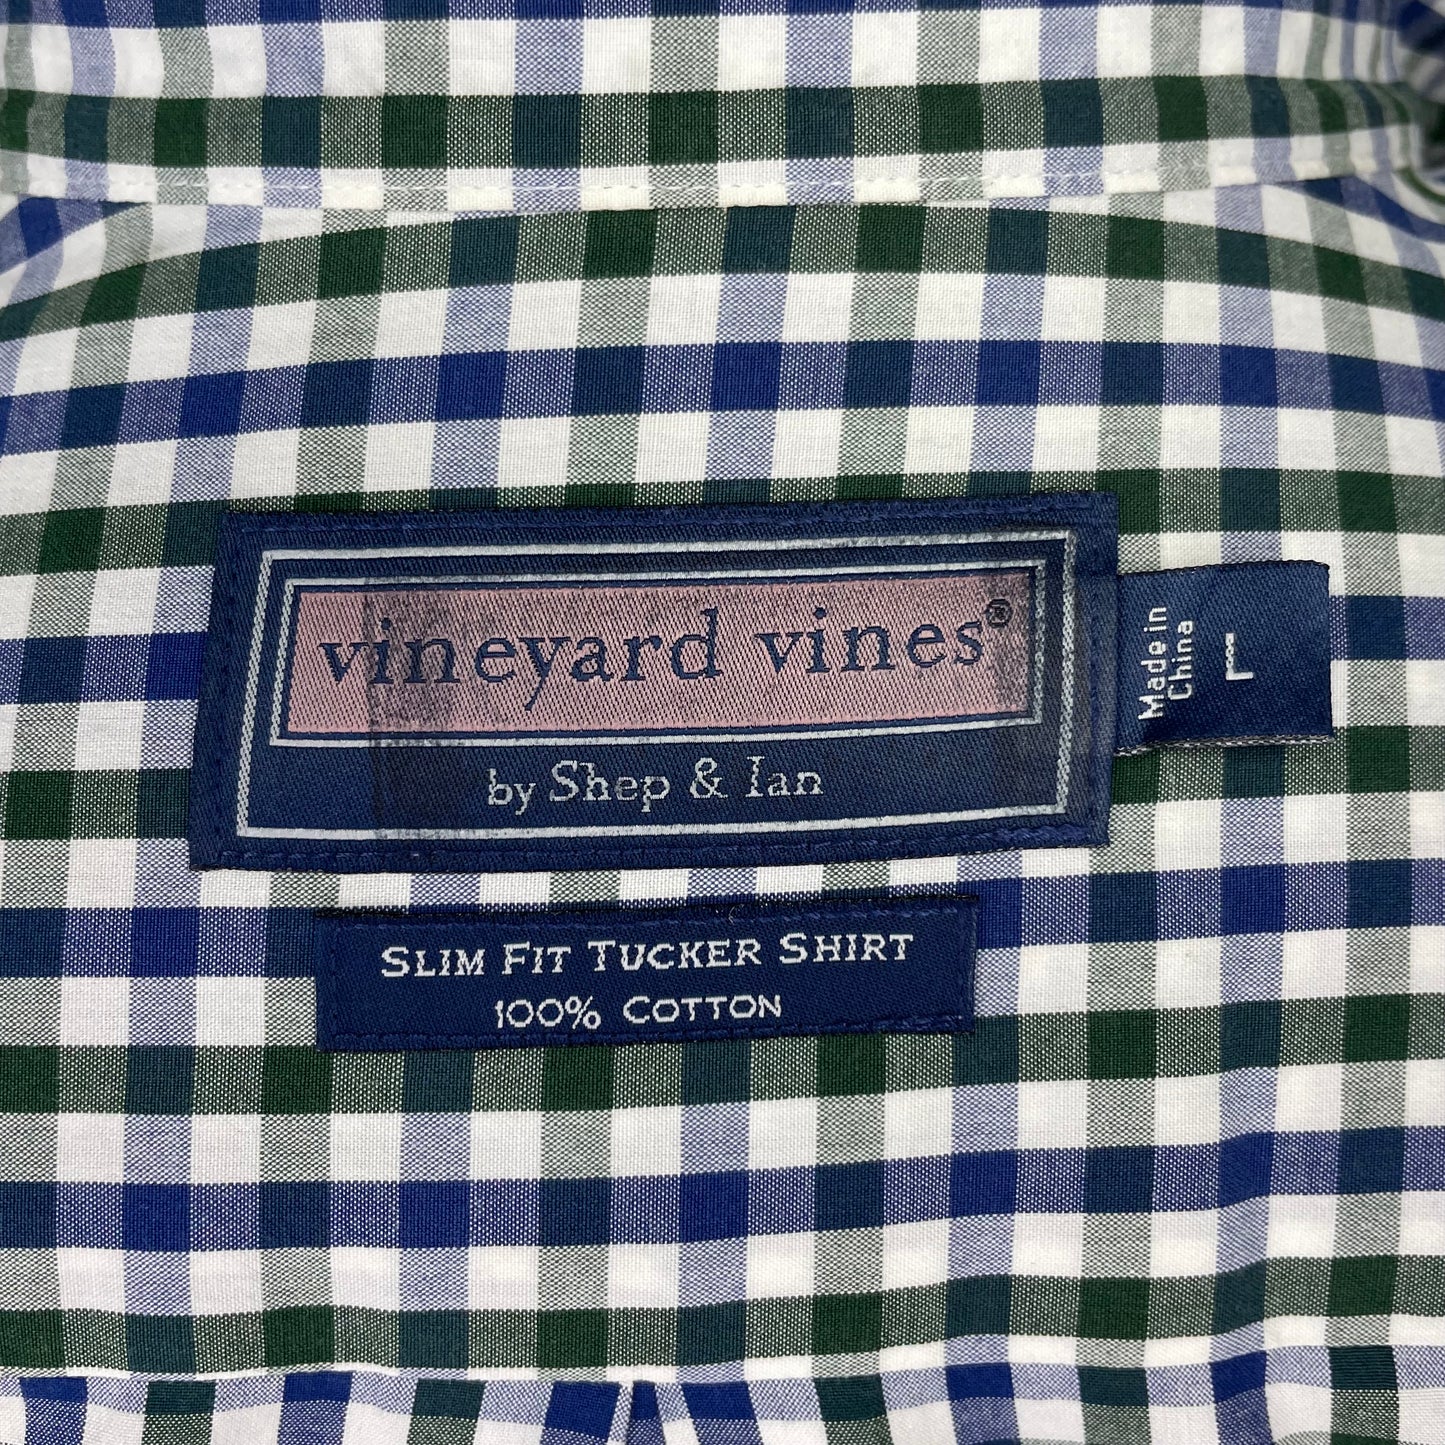 vineyard vines®
by Shep & Ian
Made in
China
L
SLIM FIT TUCKER SHIRT
100% COTTON